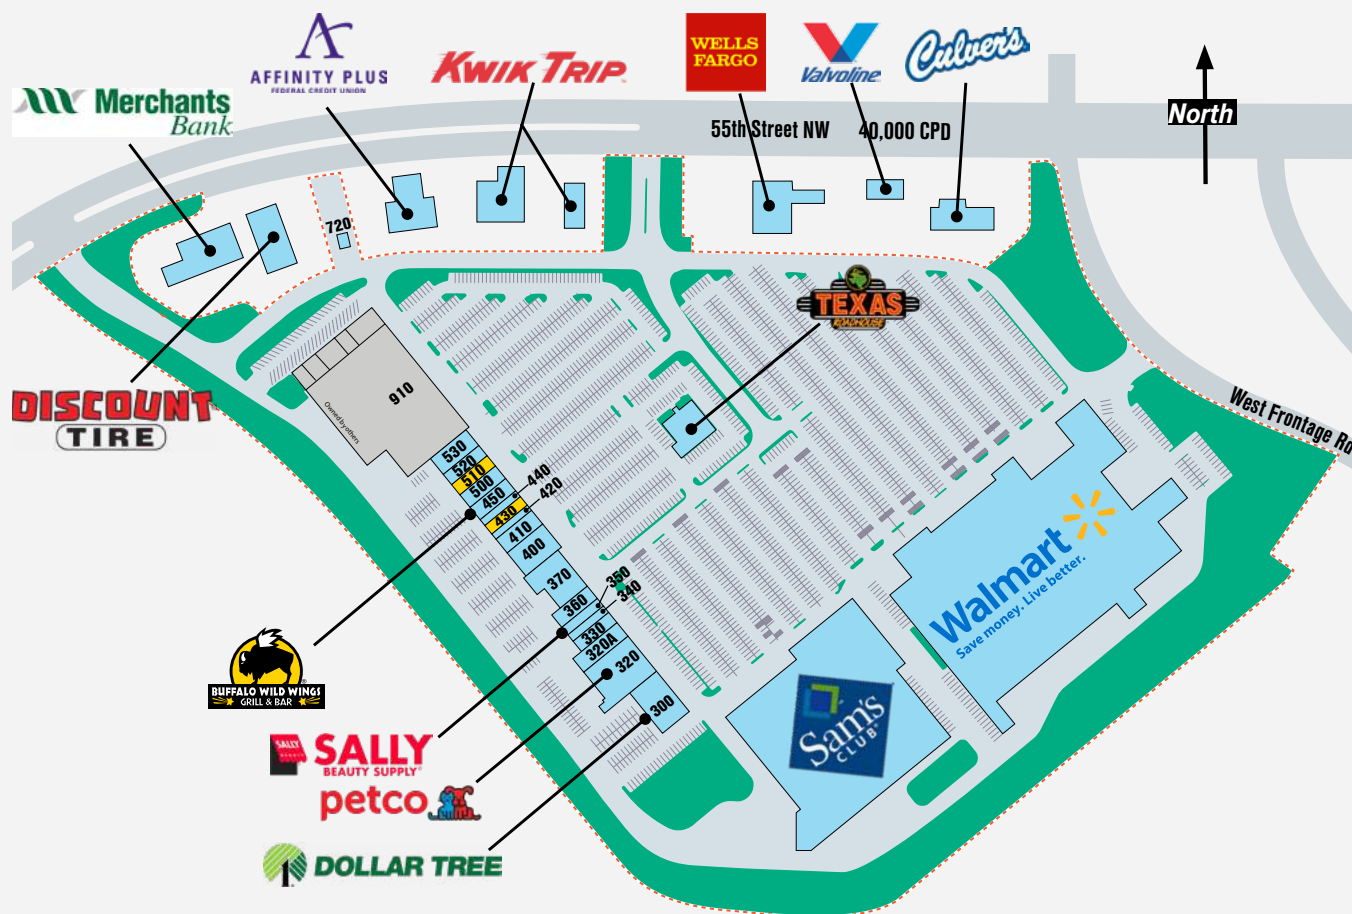 AFFINITY PLUS
FEDERAL CREDIT UNION
KWIK TRIP
WELLS
FARGO
Valvoline
Culver's
Merchants
Bank
North
55th Street NW 40,000 CPD
720
TEXAS
ROADHOUSE
DISCOUNT
TIRE
910
Owned by others
West Frontage Rd
530
520
510
500
450
440
430
420
410
400
370
360
350
340
330
320A
320
300
Walmart
Save money. Live better.
BUFFALO WILD WINGS
GRILL & BAR
Sam's
CLUB
SALLY
SALLY
BEAUTY SUPPLY
petco
1
DOLLAR TREE